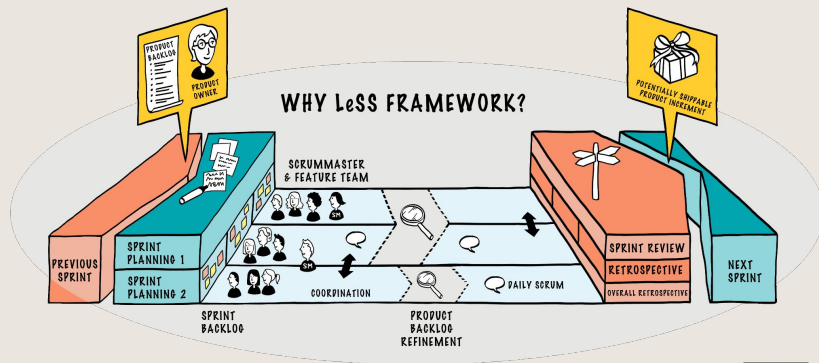 PRODUCT
BACKLOG
PRODUCT
OWNER
POTENTIALLY SHIPPABLE
PRODUCT INCREMENT
WHY LeSS FRAMEWORK?
SCRUMMASTER
& FEATURE TEAM
SM
SM
PREVIOUS
SPRINT
SPRINT
PLANNING 1
SPRINT
PLANNING 2
COORDINATION
DAILY SCRUM
SPRINT REVIEW
RETROSPECTIVE
OVERALL RETROSPECTIVE
NEXT
SPRINT
SPRINT
BACKLOG
PRODUCT
BACKLOG
REFINEMENT